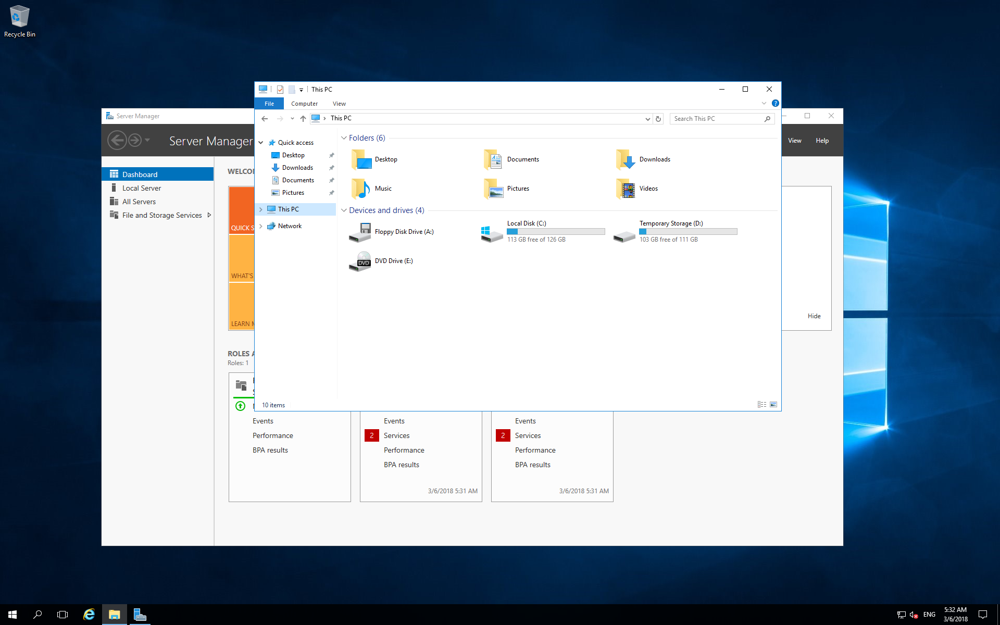 Recycle Bin
This PC
File Computer View
This PC
Search This PC
Quick access
Desktop
Downloads
Documents
Pictures
This PC
Network
Folders (6)
Desktop
Documents
Downloads
Music
Pictures
Videos
Devices and drives (4)
Floppy Disk Drive (A:)
Local Disk (C:)
113 GB free of 126 GB
Temporary Storage (D:)
103 GB free of 111 GB
DVD
DVD Drive (E:)
10 items
Server Manager
Server Manager
View Help
Dashboard
Local Server
All Servers
File and Storage Services
QUICK S
WHAT'S
LEARN
Hide
ROLES
Roles: 1
Events
Performance
BPA results
Events
2 Services
Performance
BPA results
3/6/2018 5:31 AM
Events
2 Services
Performance
BPA results
3/6/2018 5:31 AM
ENG
5:32 AM
3/6/2018